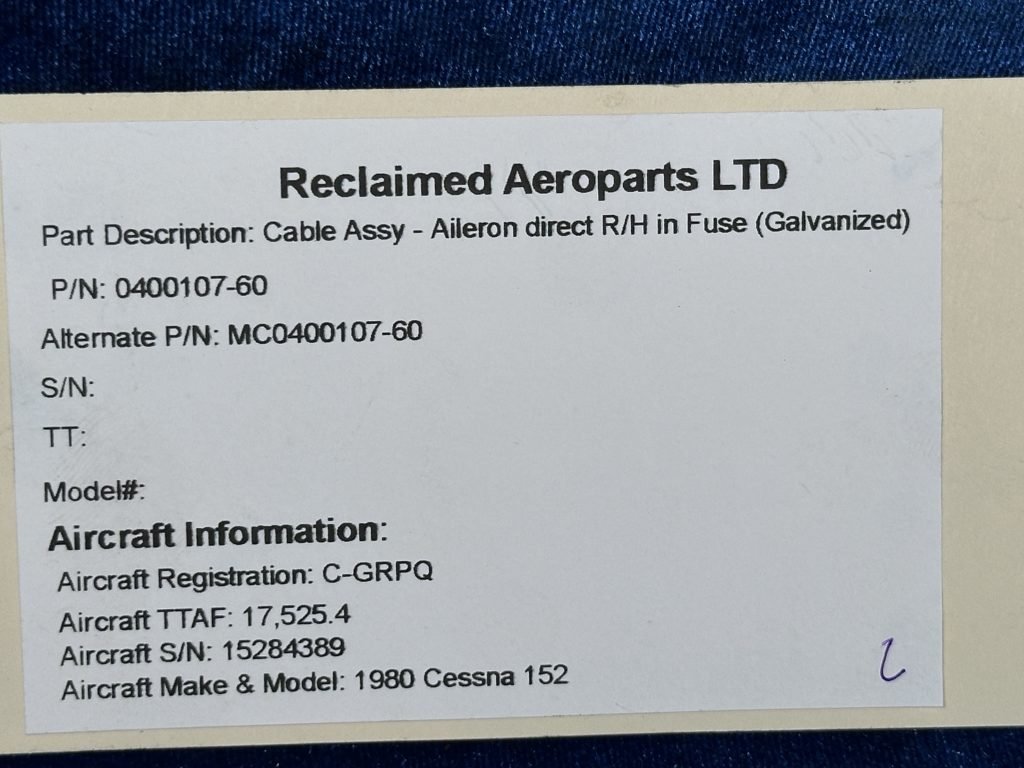 Reclaimed Aeroparts LTD
Part Description: Cable Assy - Aileron direct R/H in Fuse (Galvanized)
P/N: 0400107-60
Alternate P/N: MC0400107-60
S/N:
TT:
Model#:
Aircraft Information:
Aircraft Registration: C-GRPQ
Aircraft TTAF: 17,525.4
Aircraft S/N: 15284389
Aircraft Make & Model: 1980 Cessna 152